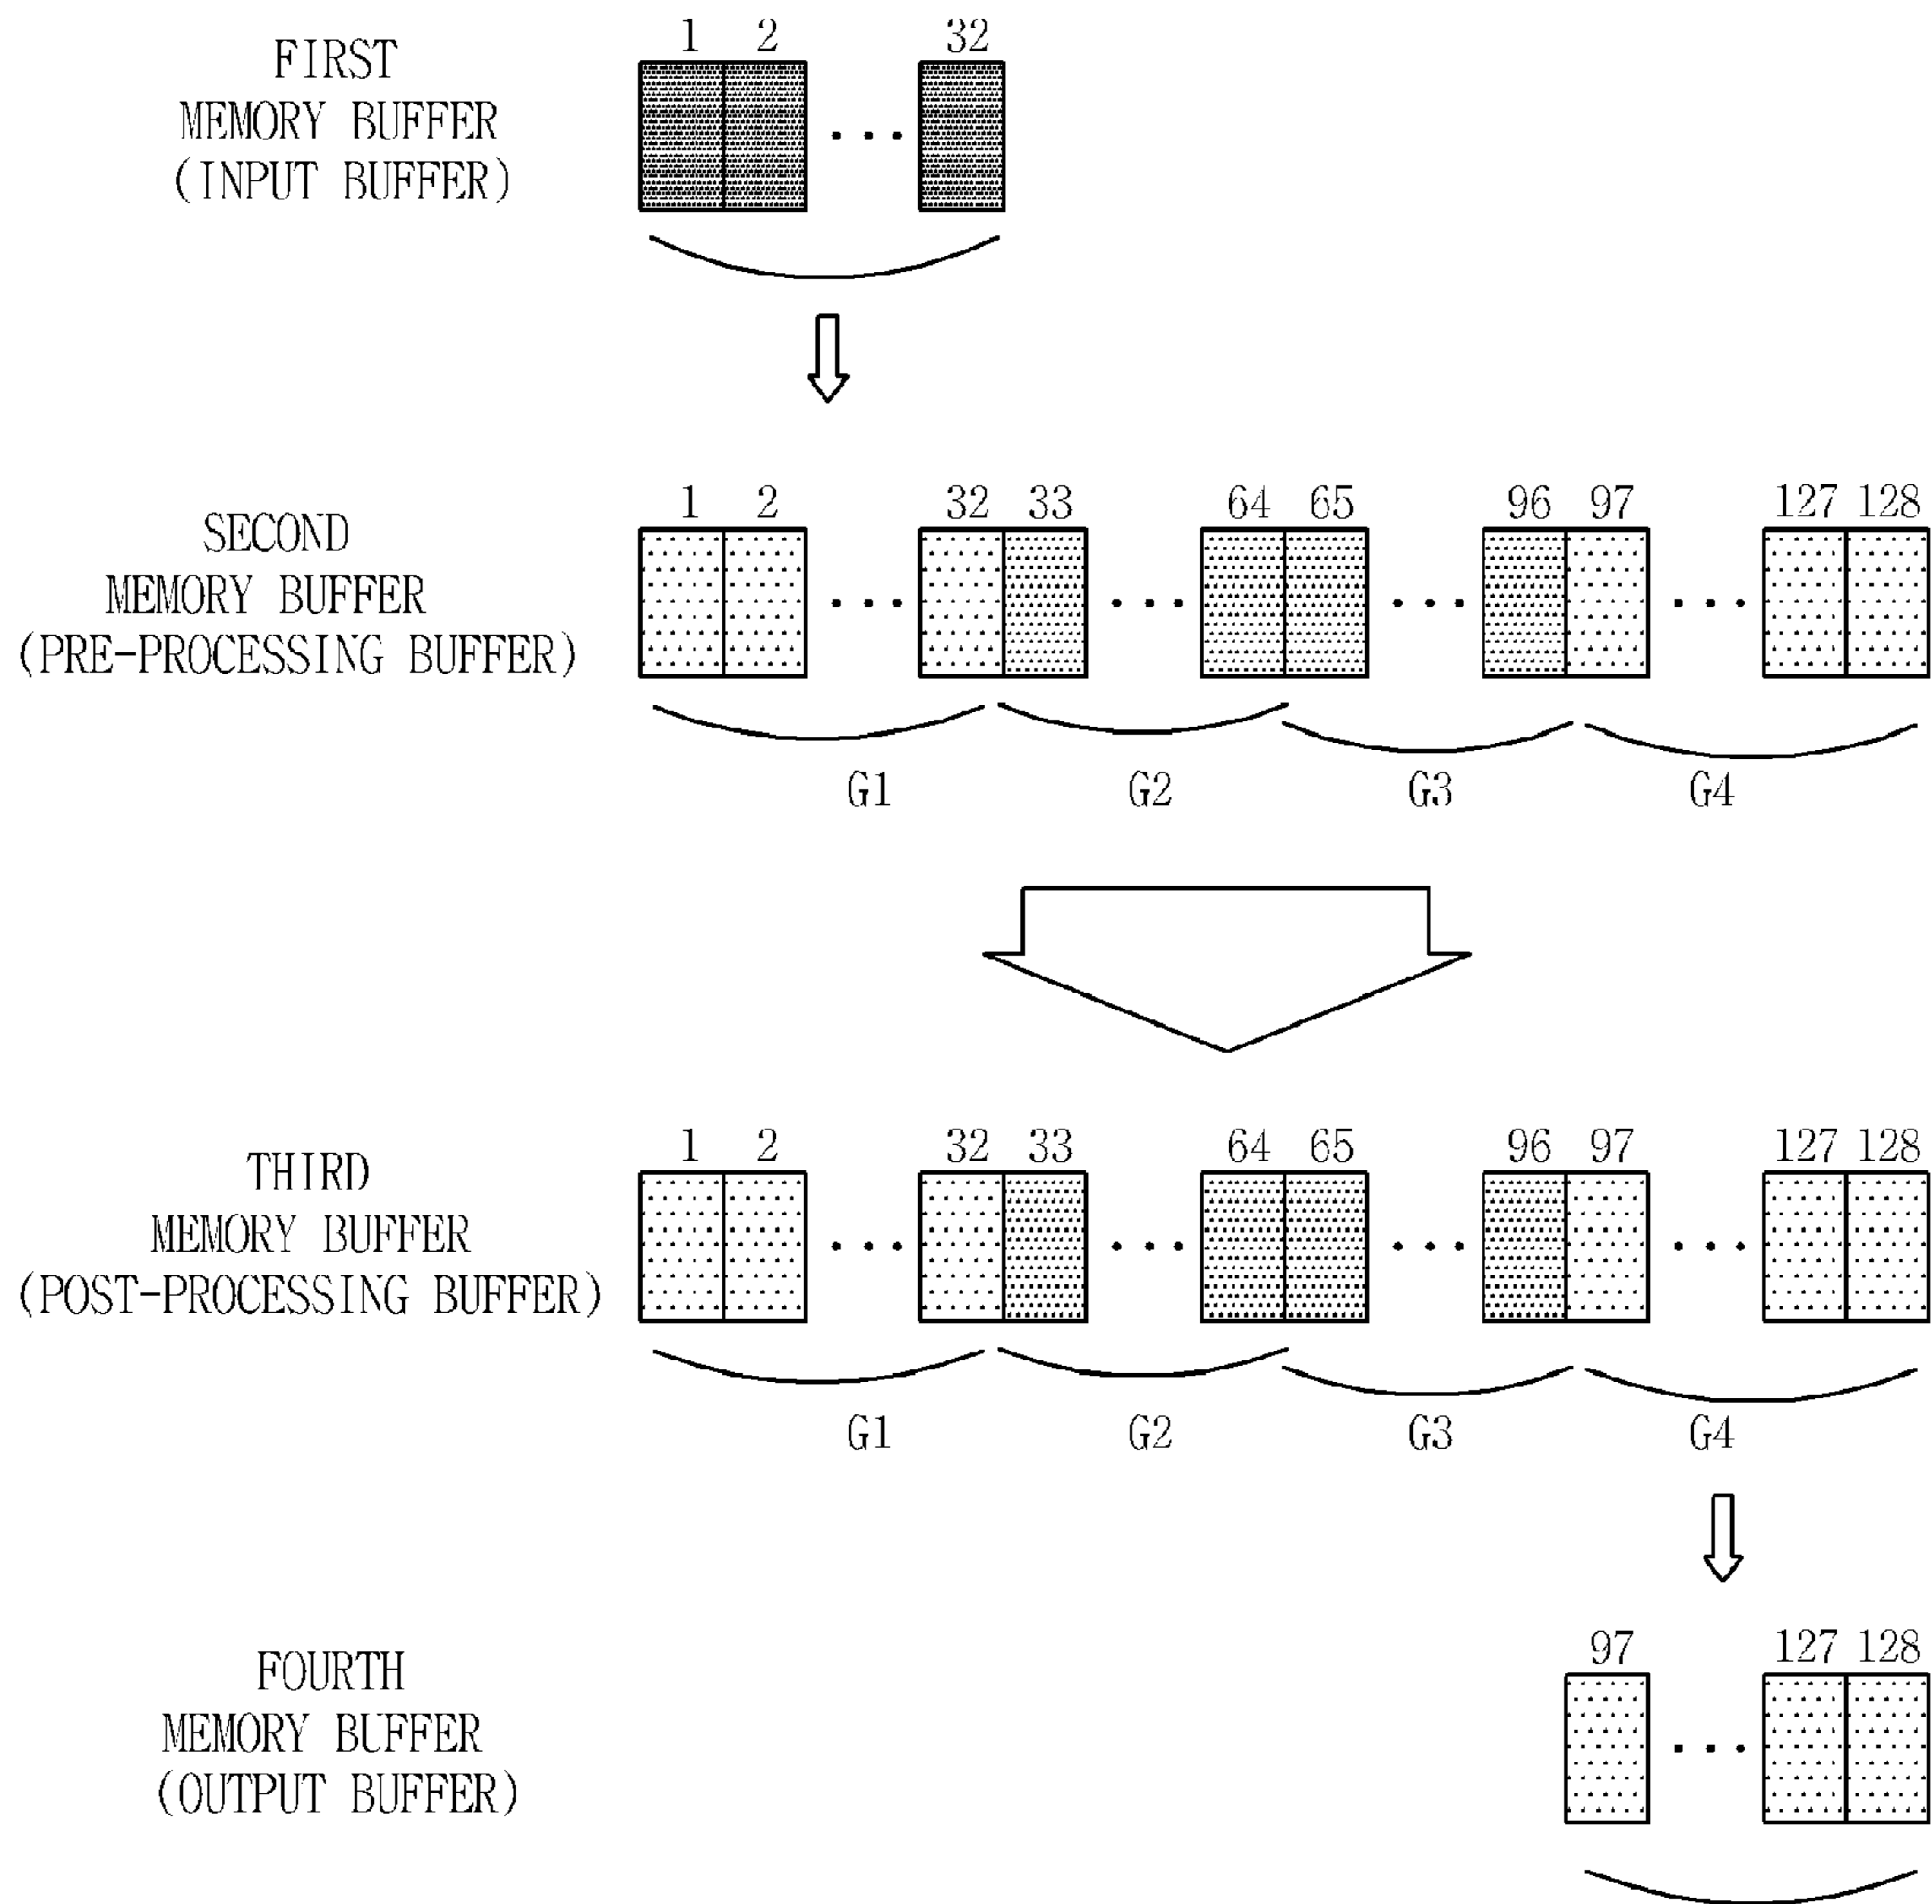 1 2 32
FIRST
MEMORY BUFFER
(INPUT BUFFER)
1 2 32 33 64 65 96 97 127 128
SECOND
MEMORY BUFFER
(PRE-PROCESSING BUFFER)
G1 G2 G3 G4
1 2 32 33 64 65 96 97 127 128
THIRD
MEMORY BUFFER
(POST-PROCESSING BUFFER)
G1 G2 G3 G4
97 127 128
FOURTH
MEMORY BUFFER
(OUTPUT BUFFER)